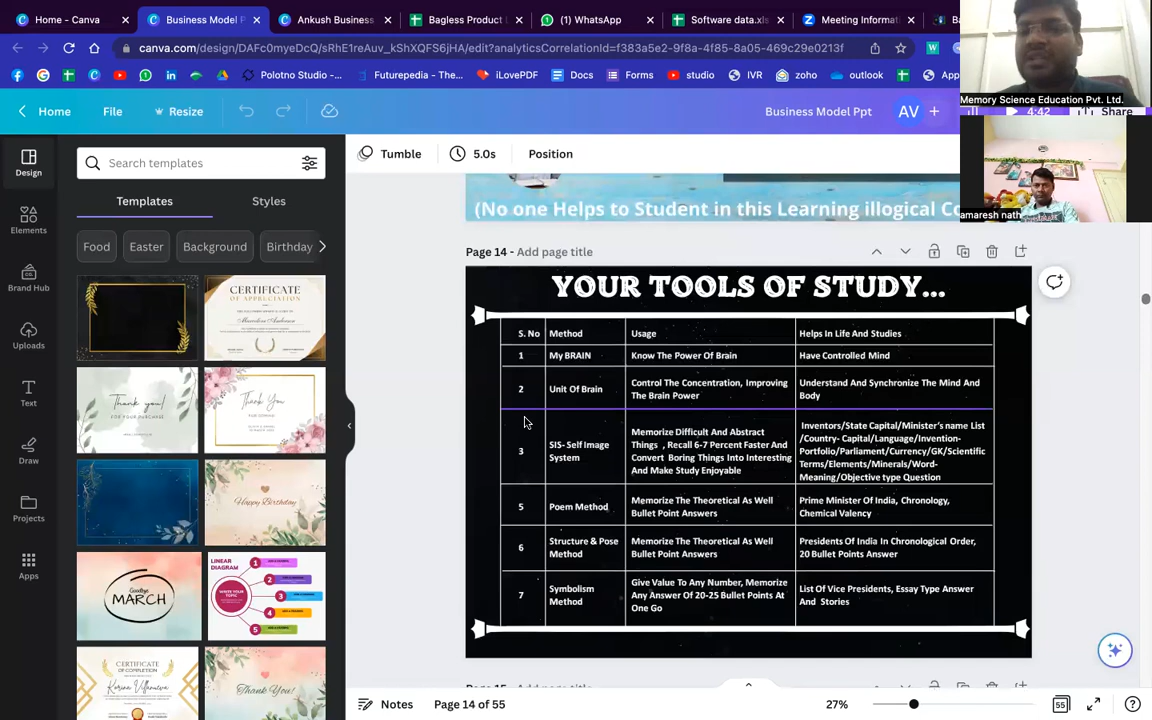 Home - Canva
Business Model P
Ankush Business
Bagless Product L
(1) WhatsApp
Software data.xls
Meeting Informat
canva.com/design/DAFc0myeDcQ/sRhE1reAuv_kShXQFS6jHA/edit?analyticsCorrelationId=f383a5e2-9f8a-4f85-8a05-469c29e0213f
Polotno Studio -...
Futurepedia - The...
iLovePDF
Docs
Forms
studio
IVR
zoho
outlook
App
Memory Science Education Pvt. Ltd.
Home
File
Resize
Business Model Ppt
AV
+
4:42
Share
Design
Search templates
Tumble
5.0s
Position
amaresh nath
Templates
Styles
(No one Helps to Student in this Learning illogical Co
Elements
Food
Easter
Background
Birthday
Page 14 - Add page title
Brand Hub
Uploads
Text
Draw
Projects
Apps
CERTIFICATE
OF APPRECIATION
Thank you!
Thank You
Happy Birthday
MARCH
LINEAR
DIAGRAM
CERTIFICATE
OF COMPLETION
Thank You!
YOUR TOOLS OF STUDY...
S. No Method Usage Helps In Life And Studies
1 My BRAIN Know The Power Of Brain Have Controlled Mind
2 Unit Of Brain Control The Concentration, Improving
The Brain Power
Understand And Synchronize The Mind And
Body
3 SIS- Self Image
System
Memorize Difficult And Abstract
Things , Recall 6-7 Percent Faster And
Convert Boring Things Into Interesting
And Make Study Enjoyable
Inventors/State Capital/Minister's name List
/Country- Capital/Language/Invention-
Portfolio/Parliament/Currency/GK/Scientific
Terms/Elements/Minerals/Word-
Meaning/Objective type Question
5 Poem Method Memorize The Theoretical As Well
Bullet Point Answers
Prime Minister Of India, Chronology,
Chemical Valency
6 Structure & Pose
Method
Memorize The Theoretical As Well
Bullet Point Answers
Presidents Of India In Chronological Order,
20 Bullet Points Answer
7 Symbolism
Method
Give Value To Any Number, Memorize
Any Answer Of 20-25 Bullet Points At
One Go
List Of Vice Presidents, Essay Type Answer
And Stories
Notes
Page 14 of 55
27%
55